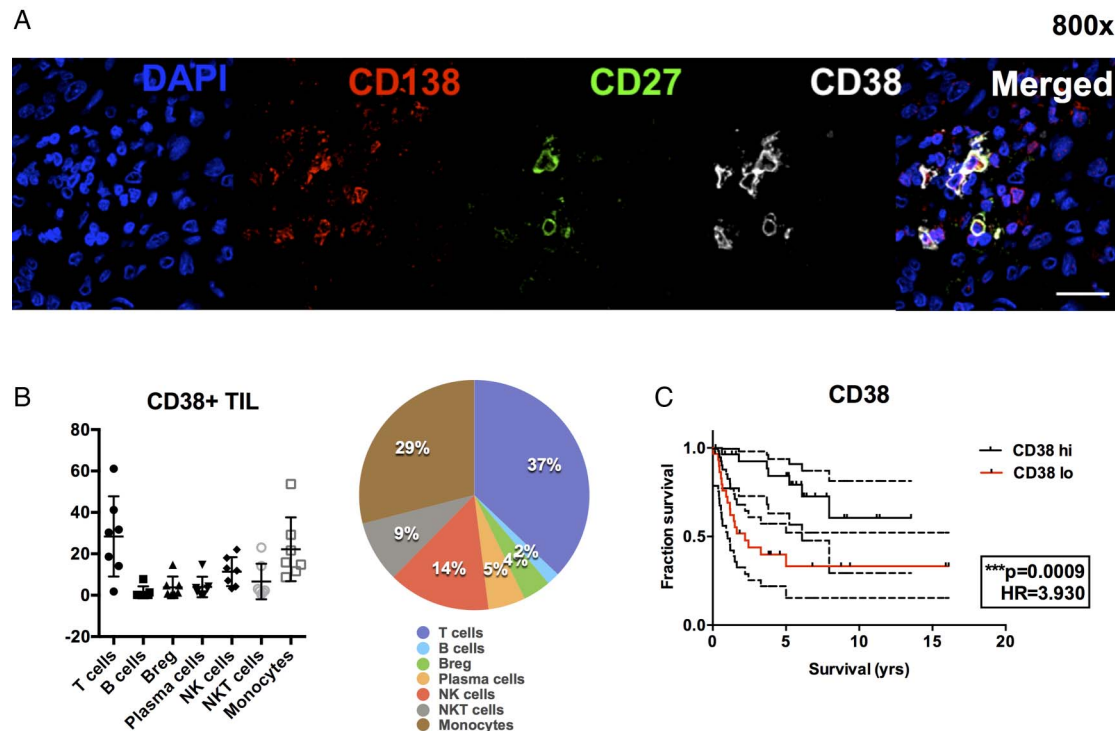 A
800x
DAPI CD138 CD27 CD38 Merged
B
CD38+ TIL
80
60
40
20
0
-20
T cells
B cells
Breg
Plasma cells
NK cells
NKT cells
Monocytes
37%
2%
4%
5%
14%
9%
29%
T cells
B cells
Breg
Plasma cells
NK cells
NKT cells
Monocytes
C
CD38
Fraction survival
1.0
0.5
0.0
0 5 10 15 20
Survival (yrs)
CD38 hi
CD38 lo
***p=0.0009
HR=3.930